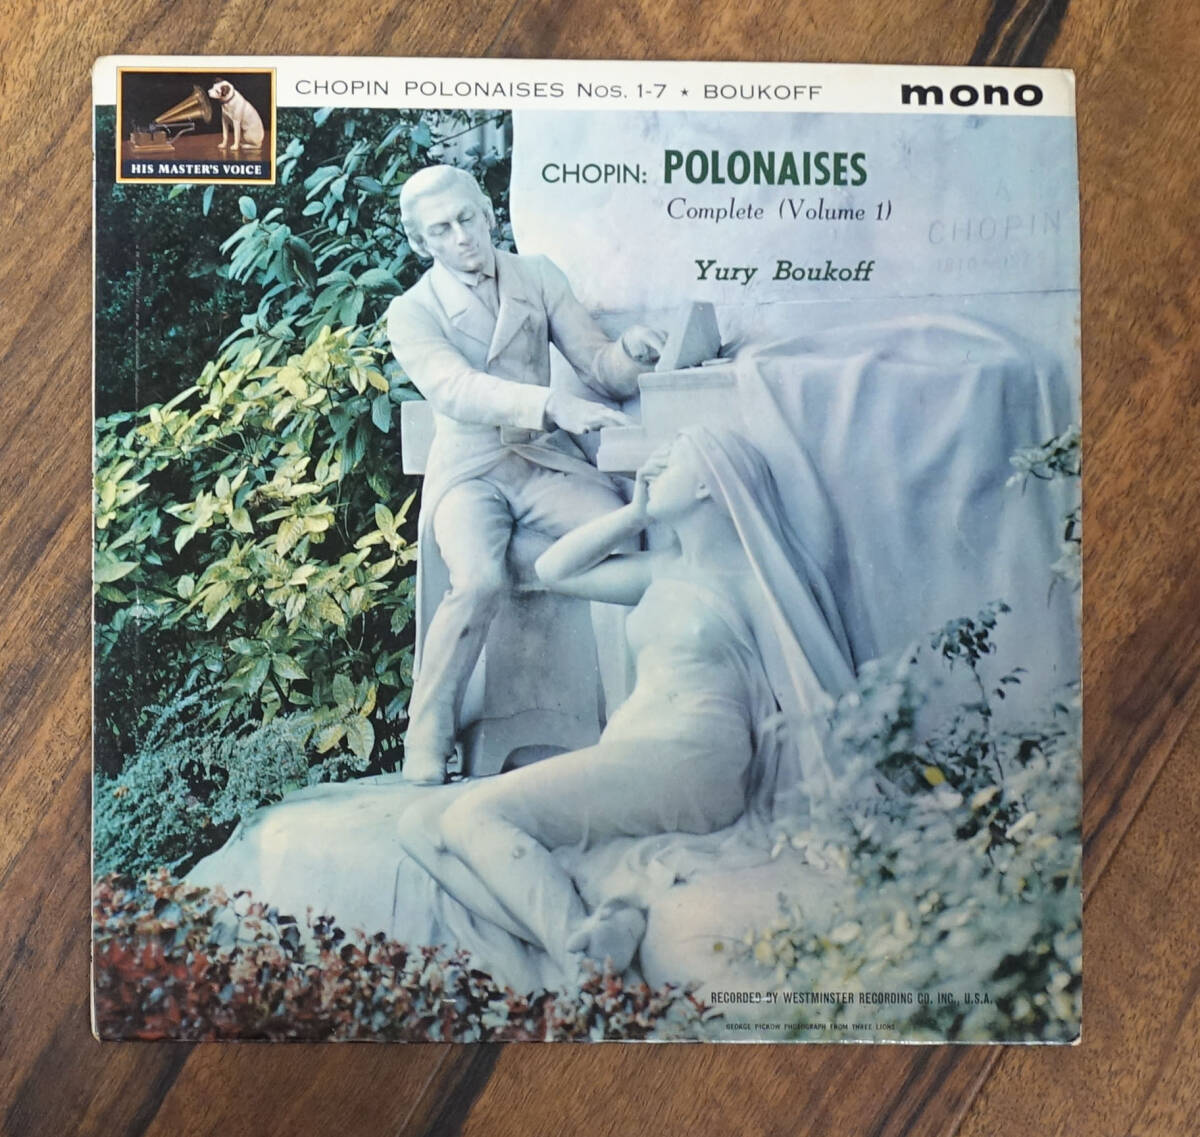 HIS MASTER'S VOICE
CHOPIN POLONAISES Nos. 1-7 ★ BOUKOFF
mono
CHOPIN: POLONAISES
Complete (Volume 1)
Yury Boukoff
A
CHOPIN
RECORDED BY WESTMINSTER RECORDING CO. INC., U.S.A.
GEORGE PICKOW PHOTOGRAPH FROM THREE LIONS